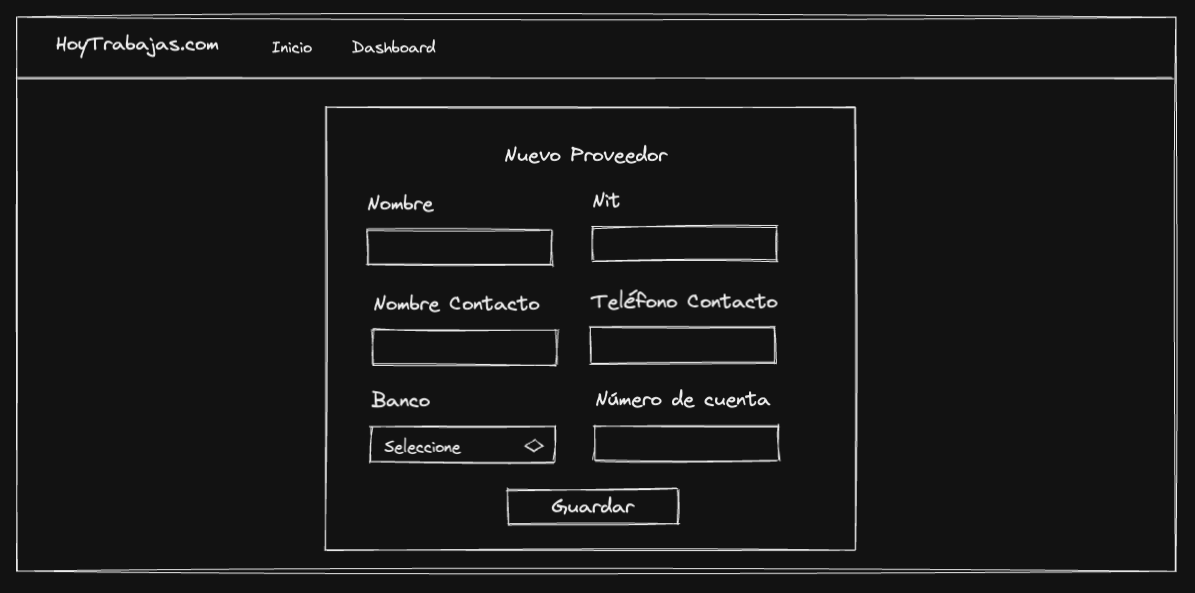 HoyTrabajas.com Inicio Dashboard
Nuevo Proveedor
Nombre Nit
Nombre Contacto Teléfono Contacto
Banco Número de cuenta
Seleccione
Guardar